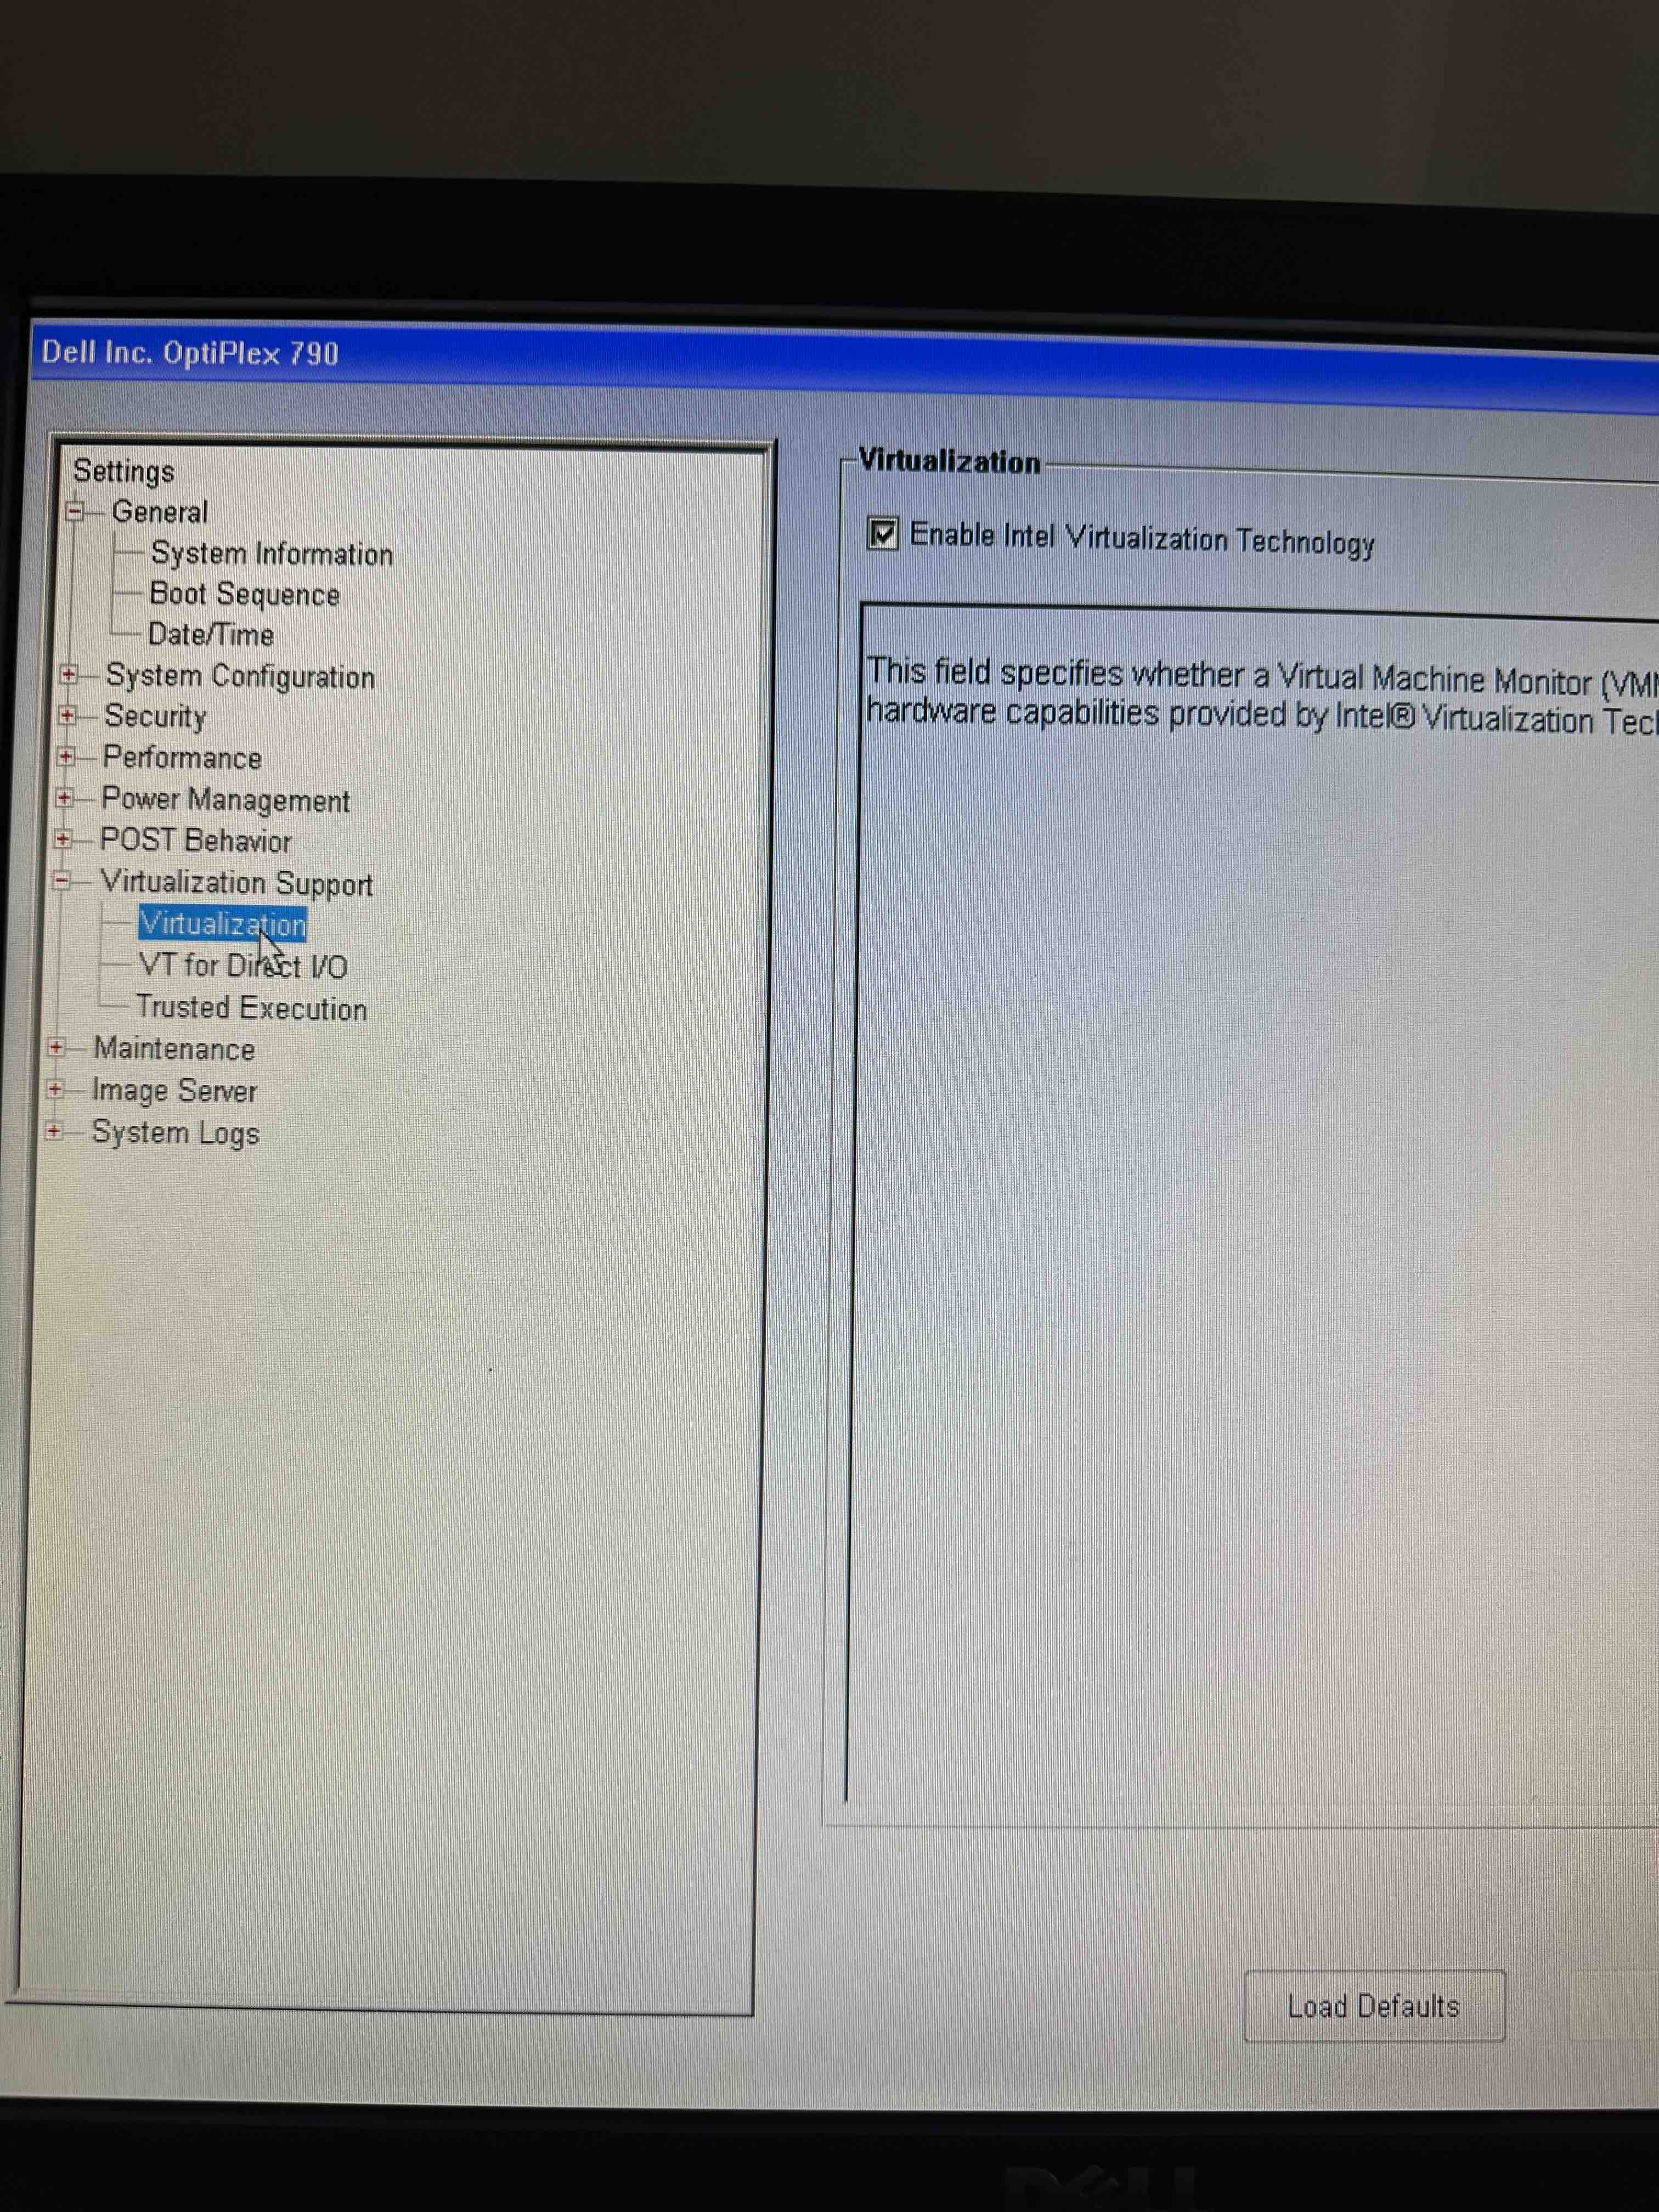 Dell Inc. OptiPlex 790
Settings
General
System Information
Boot Sequence
Date/Time
System Configuration
Security
Performance
Power Management
POST Behavior
Virtualization Support
Virtualization
VT for Direct I/O
Trusted Execution
Maintenance
Image Server
System Logs
Virtualization
Enable Intel Virtualization Technology
This field specifies whether a Virtual Machine Monitor (VM
hardware capabilities provided by Intel® Virtualization Tec
Load Defaults
DELL